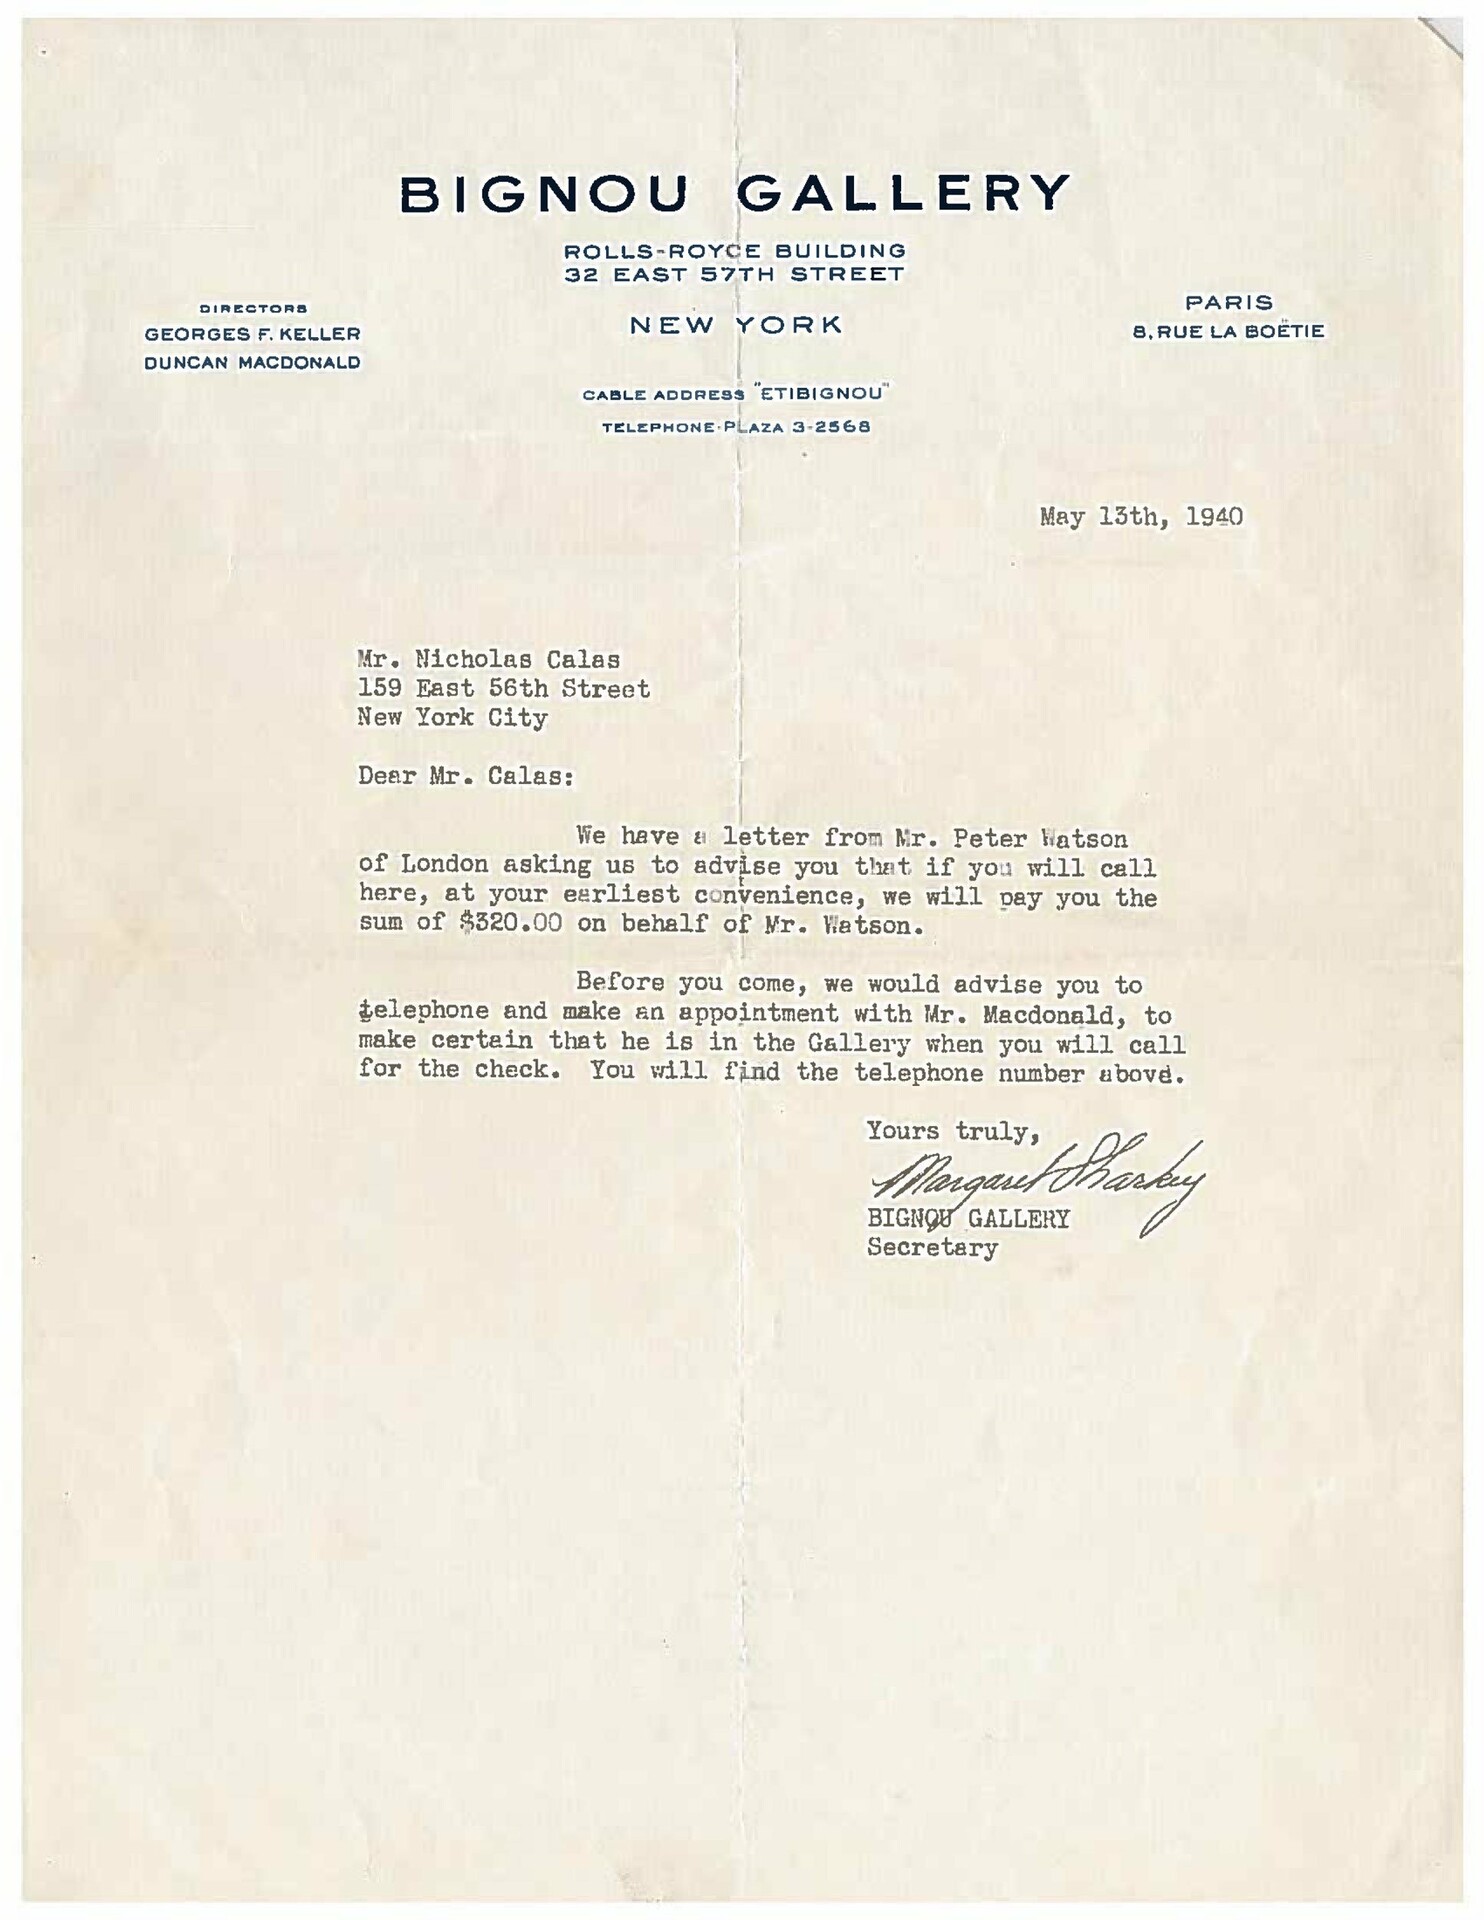 BIGNOU GALLERY
ROLLS-ROYCE BUILDING
32 EAST 57TH STREET
NEW YORK
CABLE ADDRESS "ETIBIGNOU"
TELEPHONE-PLAZA 3-2568
DIRECTORS
GEORGES F. KELLER
DUNCAN MACDONALD
PARIS
8, RUE LA BOËTIE
May 13th, 1940
Mr. Nicholas Calas
159 East 56th Street
New York City
Dear Mr. Calas:
We have a letter from Mr. Peter Watson
of London asking us to advise you that if you will call
here, at your earliest convenience, we will pay you the
sum of $320.00 on behalf of Mr. Watson.
Before you come, we would advise you to
telephone and make an appointment with Mr. Macdonald, to
make certain that he is in the Gallery when you will call
for the check. You will find the telephone number above.
Yours truly,
Margaret Sharkey
BIGNOU GALLERY
Secretary